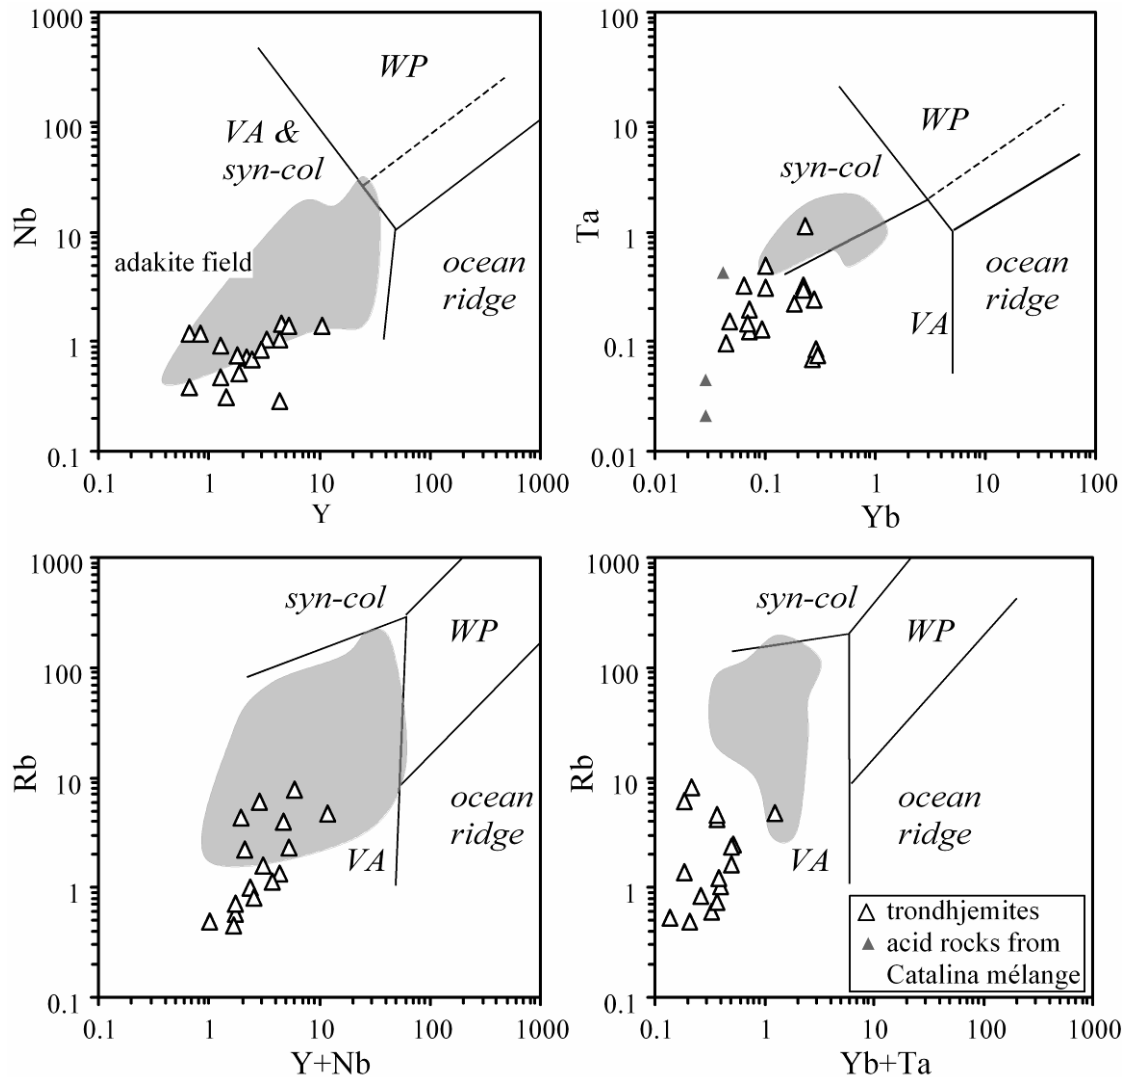 1000
100
10
1
0.1
Nb
WP
VA &
syn-col
adakite field
ocean
ridge
0.1
1
10
100
1000
Y
100
10
1
0.1
0.01
Ta
WP
syn-col
VA
ocean
ridge
0.01
0.1
1
10
100
Yb
1000
100
10
1
0.1
Rb
syn-col
WP
ocean
ridge
VA
0.1
1
10
100
1000
Y+Nb
1000
100
10
1
0.1
Rb
syn-col
WP
ocean
ridge
VA
trondhjemites
acid rocks from
Catalina mélange
0.1
1
10
100
1000
Yb+Ta